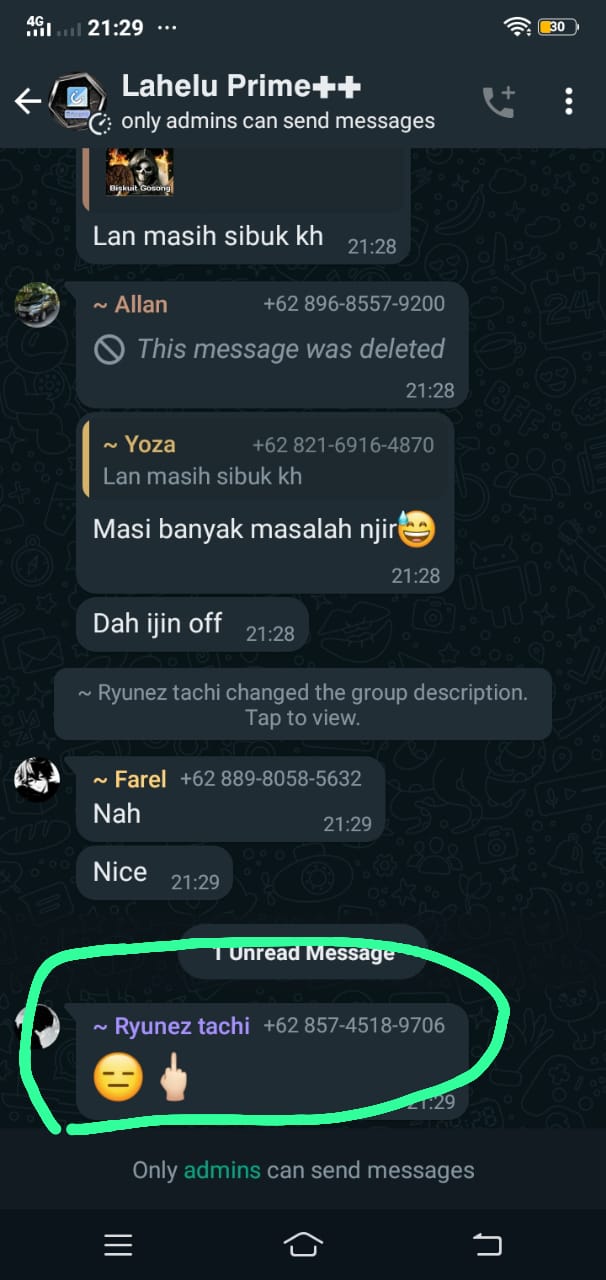 4G 21:29 ... 30
Lahelu Prime++
only admins can send messages
Biskuit Gosong
Lan masih sibuk kh 21:28
~ Allan +62 896-8557-9200
This message was deleted
21:28
~ Yoza +62 821-6916-4870
Lan masih sibuk kh
Masi banyak masalah njir😅
21:28
Dah ijin off 21:28
~ Ryunez tachi changed the group description.
Tap to view.
~ Farel +62 889-8058-5632
Nah 21:29
Nice 21:29
1 Unread Message
~ Ryunez tachi +62 857-4518-9706
😑🖕🏻
21:29
Only admins can send messages